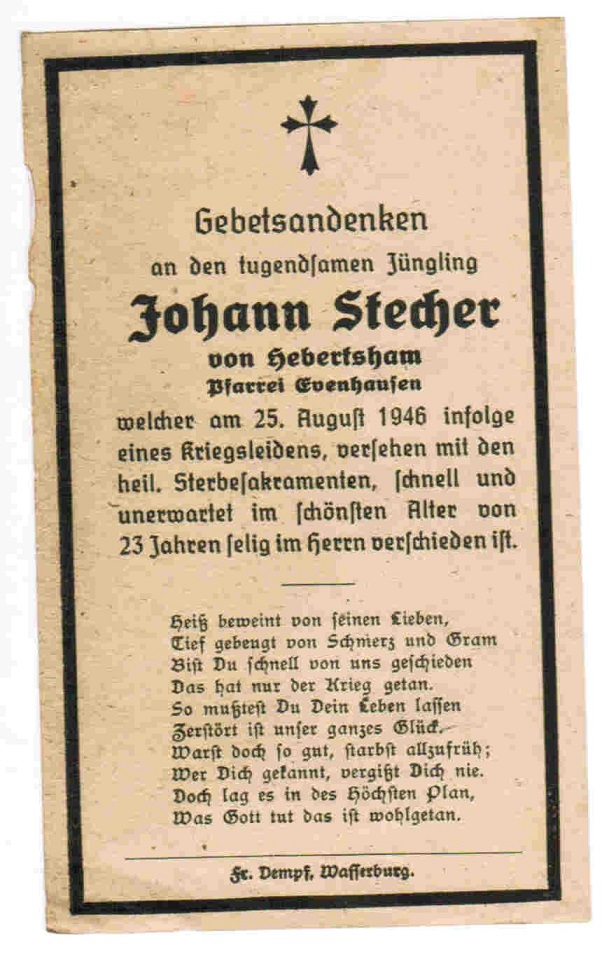 Gebetsandenken
an den tugendsamen Jüngling
Johann Stecher
von Hebertsham
Pfarrei Evenhausen
welcher am 25. August 1946 infolge
eines Kriegsleidens, versehen mit den
heil. Sterbesakramenten, schnell und
unerwartet im schönsten Alter von
23 Jahren selig im Herrn verschieden ist.
Heiß beweint von seinen Lieben,
Tief gebeugt von Schmerz und Gram
Bist Du schnell von uns geschieden
Das hat nur der Krieg getan.
So mußtest Du Dein Leben lassen
Zerstört ist unser ganzes Glück.
Warst doch so gut, starbst allzufrüh;
Wer Dich gekannt, vergißt Dich nie.
Doch lag es in des Höchsten Plan,
Was Gott tut das ist wohlgetan.
Fr. Dempf, Wasserburg.